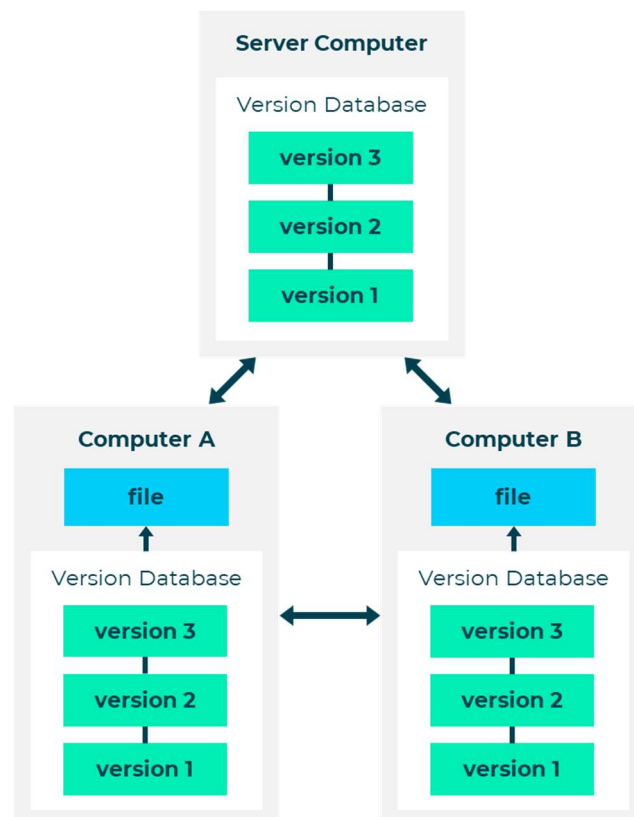 Server Computer
Version Database
version 3
version 2
version 1
Computer A
file
Version Database
version 3
version 2
version 1
Computer B
file
Version Database
version 3
version 2
version 1